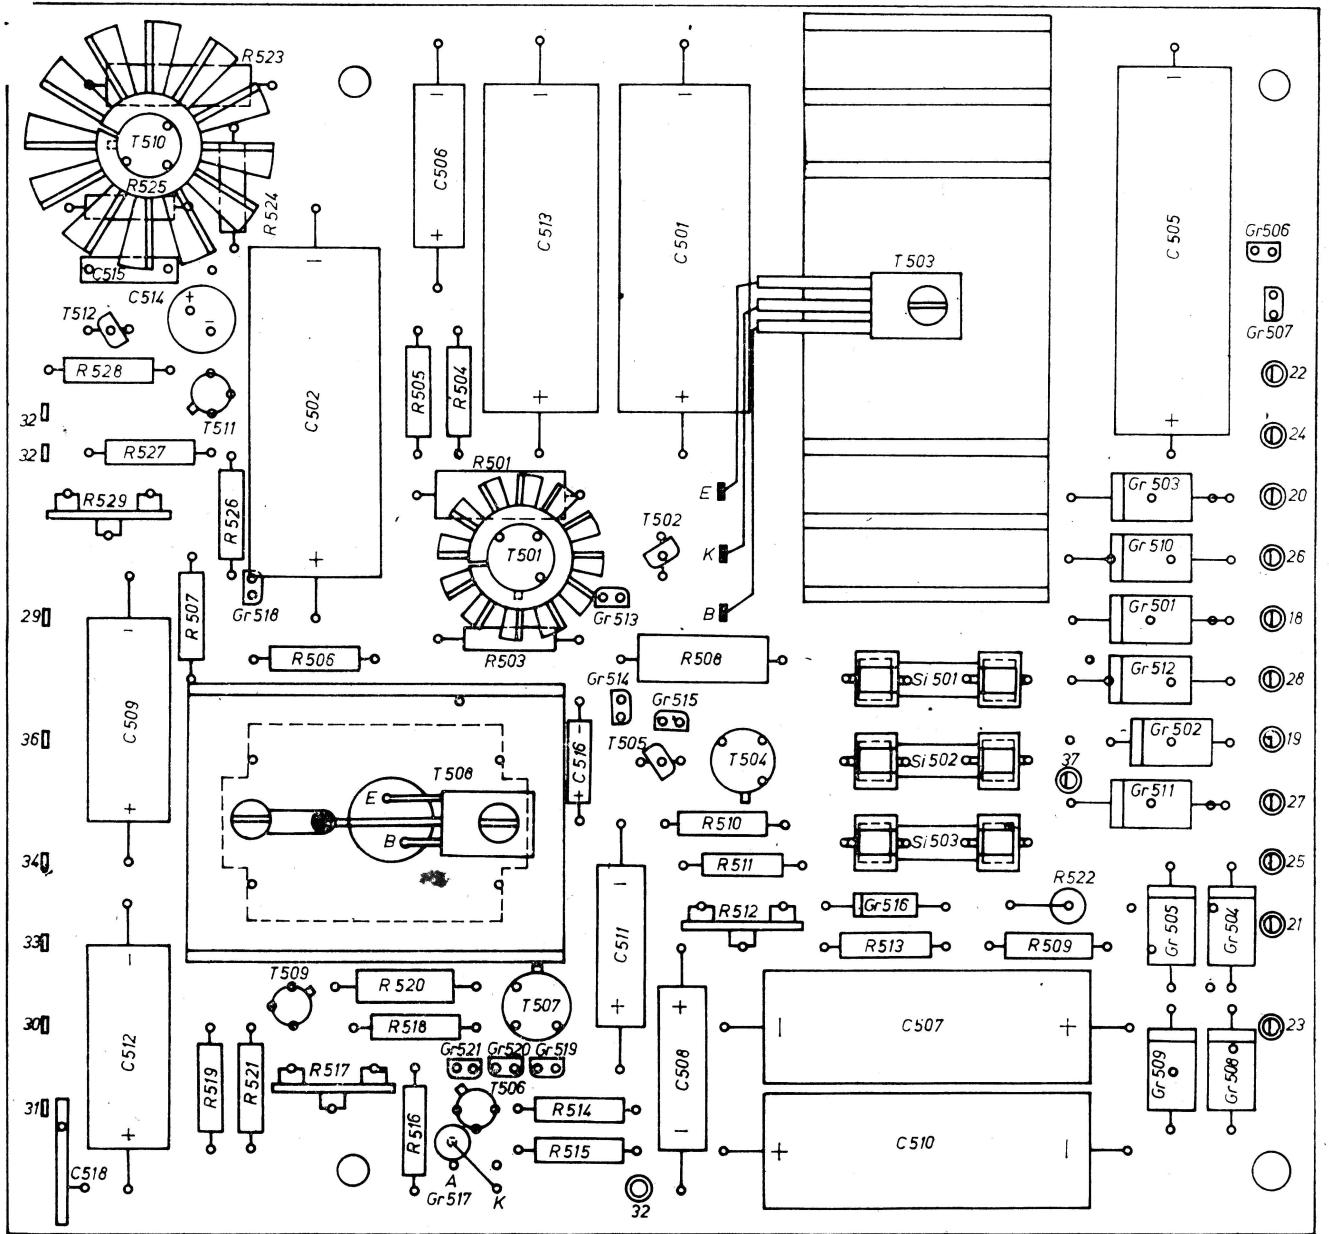 R523
T510
R525
R524
C515
C514
+
−
T512
R528
T511
32
32
R527
R529
R526
−
C502
+
−
C506
+
−
C513
+
−
C501
+
T503
−
C505
+
Gr506
Gr507
22
24
20
26
18
28
19
27
25
21
23
R505
R504
R501
T501
R503
T502
E
K
B
Gr513
Gr503
Gr510
Gr501
Gr512
Gr502
Gr511
37
29
36
34
33
30
31
R507
Gr518
R506
R508
−
C509
+
Gr514
Gr515
T505
T504
−
C516
+
T508
E
B
Si501
Si502
Si503
R510
R511
R512
Gr516
R522
R513
R509
Gr505
Gr504
Gr509
Gr508
−
C511
+
+
C508
−
−
C507
+
+
C510
−
T509
R520
R518
T507
Gr521
Gr520
Gr519
T506
−
C512
+
R519
R521
R517
R516
R514
R515
A
Gr517
K
32
C518